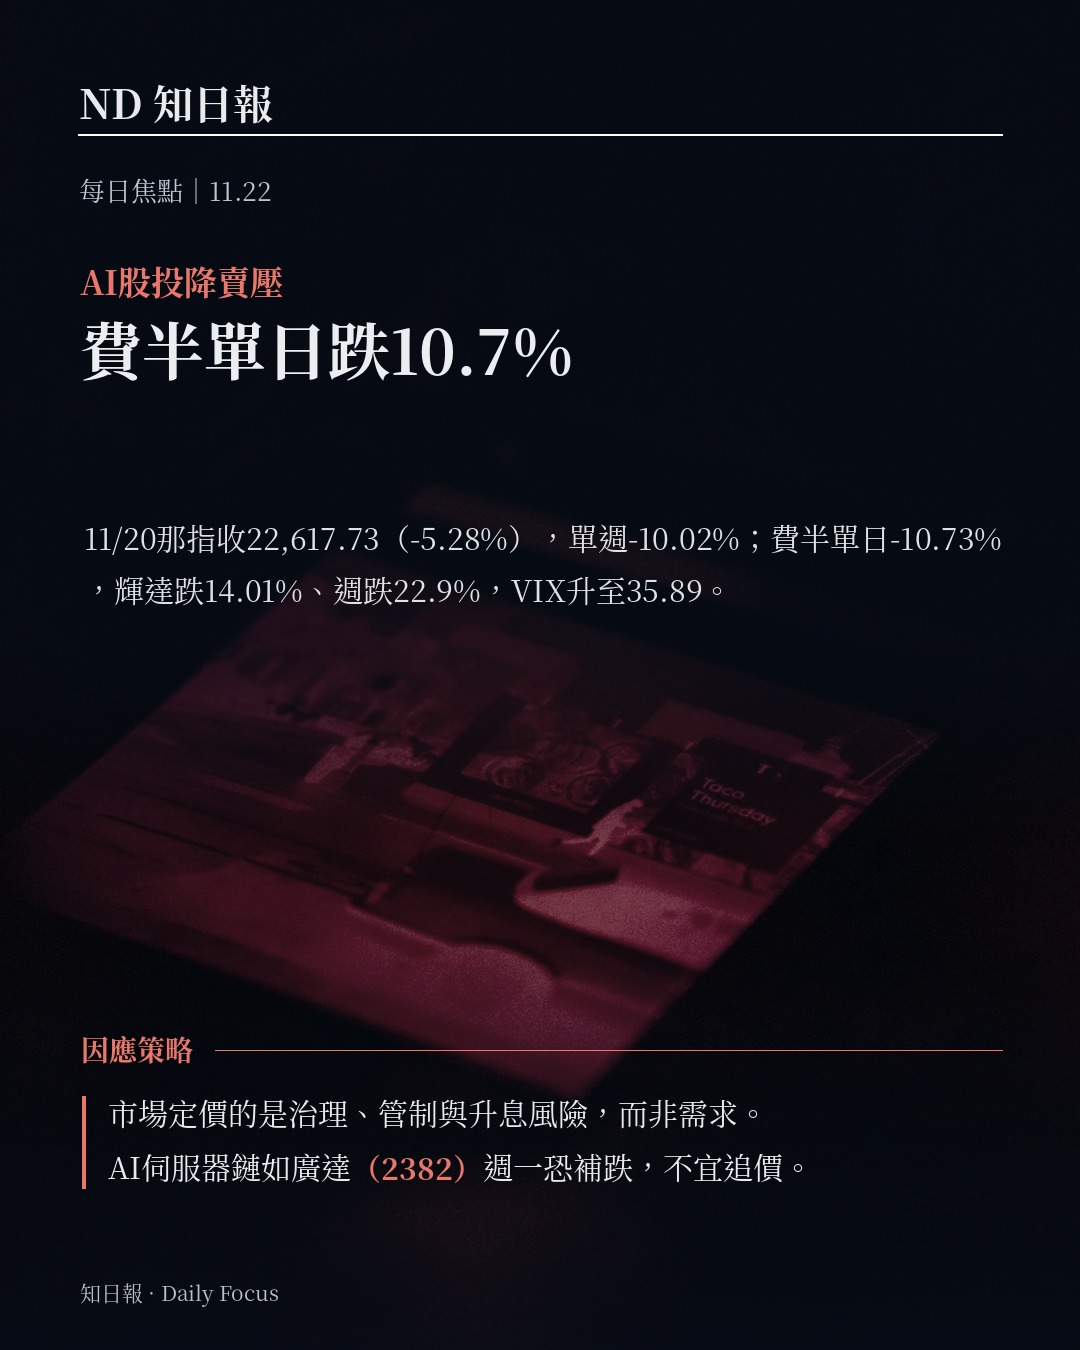 ND 知日報
每日焦點｜11.22
AI股投降賣壓
費半單日跌10.7%
11/20那指收22,617.73（-5.28%），單週-10.02%；費半單日-10.73%
，輝達跌14.01%、週跌22.9%，VIX升至35.89。
Taco
Thursday
因應策略
市場定價的是治理、管制與升息風險，而非需求。
AI伺服器鏈如廣達（2382）週一恐補跌，不宜追價。
知日報 · Daily Focus